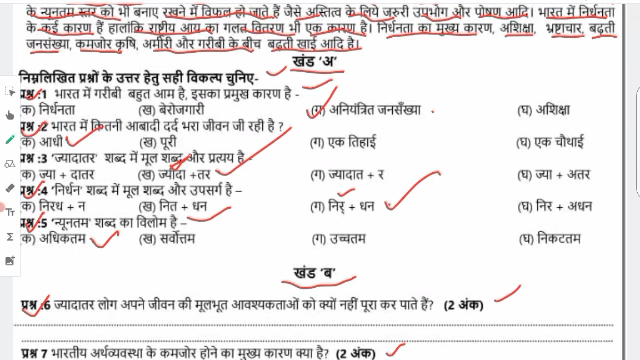 के न्यूनतम स्तर को भी बनाए रखने में विफल हो जाते हैं जैसे अस्तित्व के लिये जरुरी उपभोग और पोषण आदि। भारत में निर्धनता
के कई कारण हैं हालांकि राष्ट्रीय आय का गलत वितरण भी एक कारण है। निर्धनता का मुख्य कारण, अशिक्षा, भ्रष्टाचार, बढ़ती
जनसंख्या, कमजोर कृषि, अमीरी और गरीबी के बीच बढ़ती खाई आदि है।
खंड 'अ'
निम्नलिखित प्रश्नों के उत्तर हेतु सही विकल्प चुनिए-
प्रश्न :1 भारत में गरीबी बहुत आम है, इसका प्रमुख कारण है -
क) निर्धनता (ख) बेरोजगारी (ग) अनियंत्रित जनसँख्या (घ) अशिक्षा
प्रश्न :2 भारत में कितनी आबादी दर्द भरा जीवन जी रही है ?
क) आधी (ख) पूरी (ग) एक तिहाई (घ) एक चौथाई
प्रश्न :3 'ज्यादातर' शब्द में मूल शब्द और प्रत्यय है -
क) ज्या + दातर (ख) ज्यादा +तर (ग) ज्यादात + र (घ) ज्या + अतर
प्रश्न :4 'निर्धन' शब्द में मूल शब्द और उपसर्ग है –
क) निरध + न (ख) नित + धन (ग) निर् + धन (घ) निर + अधन
प्रश्न :5 'न्यूनतम' शब्द का विलोम है –
क) अधिकतम (ख) सर्वोत्तम (ग) उच्चतम (घ) निकटतम
खंड 'ब'
प्रश्न :6 ज्यादातर लोग अपने जीवन की मूलभूत आवश्यकताओं को क्यों नहीं पूरा कर पाते हैं? (2 अंक)
प्रश्न 7 भारतीय अर्थव्यवस्था के कमजोर होने का मुख्य कारण क्या है? (2 अंक)